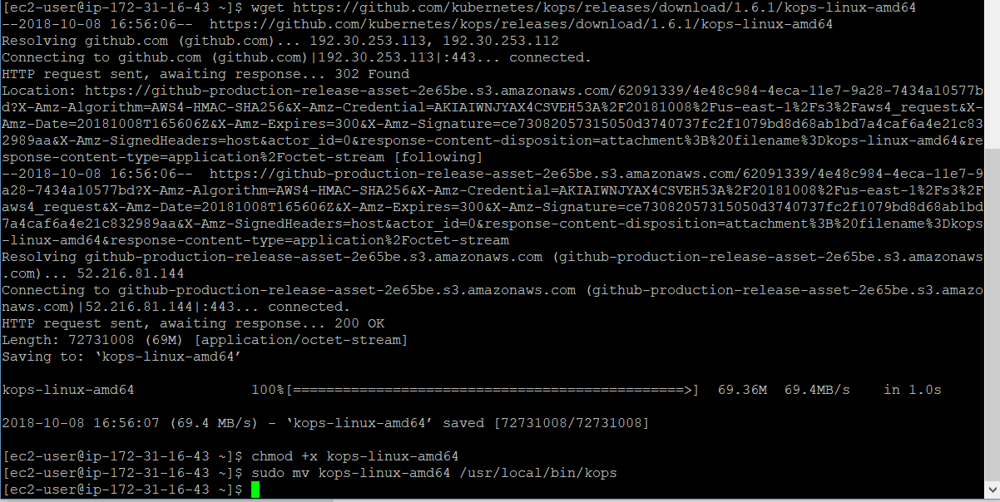 [ec2-user@ip-172-31-16-43 ~]$ wget https://github.com/kubernetes/kops/releases/download/1.6.1/kops-linux-amd64
--2018-10-08 16:56:06--  https://github.com/kubernetes/kops/releases/download/1.6.1/kops-linux-amd64
Resolving github.com (github.com)... 192.30.253.113, 192.30.253.112
Connecting to github.com (github.com)|192.30.253.113|:443... connected.
HTTP request sent, awaiting response... 302 Found
Location: https://github-production-release-asset-2e65be.s3.amazonaws.com/62091339/4e48c984-4eca-11e7-9a28-7434a10577b
d?X-Amz-Algorithm=AWS4-HMAC-SHA256&X-Amz-Credential=AKIAIWNJYAX4CSVEH53A%2F20181008%2Fus-east-1%2Fs3%2Faws4_request&X-
Amz-Date=20181008T165606Z&X-Amz-Expires=300&X-Amz-Signature=ce73082057315050d3740737fc2f1079bd8d68ab1bd7a4caf6a4e21c83
2989aa&X-Amz-SignedHeaders=host&actor_id=0&response-content-disposition=attachment%3B%20filename%3Dkops-linux-amd64&re
sponse-content-type=application%2Foctet-stream [following]
--2018-10-08 16:56:06--  https://github-production-release-asset-2e65be.s3.amazonaws.com/62091339/4e48c984-4eca-11e7-9
a28-7434a10577bd?X-Amz-Algorithm=AWS4-HMAC-SHA256&X-Amz-Credential=AKIAIWNJYAX4CSVEH53A%2F20181008%2Fus-east-1%2Fs3%2F
aws4_request&X-Amz-Date=20181008T165606Z&X-Amz-Expires=300&X-Amz-Signature=ce73082057315050d3740737fc2f1079bd8d68ab1bd
7a4caf6a4e21c832989aa&X-Amz-SignedHeaders=host&actor_id=0&response-content-disposition=attachment%3B%20filename%3Dkops
-linux-amd64&response-content-type=application%2Foctet-stream
Resolving github-production-release-asset-2e65be.s3.amazonaws.com (github-production-release-asset-2e65be.s3.amazonaws
.com)... 52.216.81.144
Connecting to github-production-release-asset-2e65be.s3.amazonaws.com (github-production-release-asset-2e65be.s3.amazo
naws.com)|52.216.81.144|:443... connected.
HTTP request sent, awaiting response... 200 OK
Length: 72731008 (69M) [application/octet-stream]
Saving to: ‘kops-linux-amd64’
kops-linux-amd64              100%[===============================================>]  69.36M  69.4MB/s    in 1.0s
2018-10-08 16:56:07 (69.4 MB/s) - ‘kops-linux-amd64’ saved [72731008/72731008]
[ec2-user@ip-172-31-16-43 ~]$ chmod +x kops-linux-amd64
[ec2-user@ip-172-31-16-43 ~]$ sudo mv kops-linux-amd64 /usr/local/bin/kops
[ec2-user@ip-172-31-16-43 ~]$